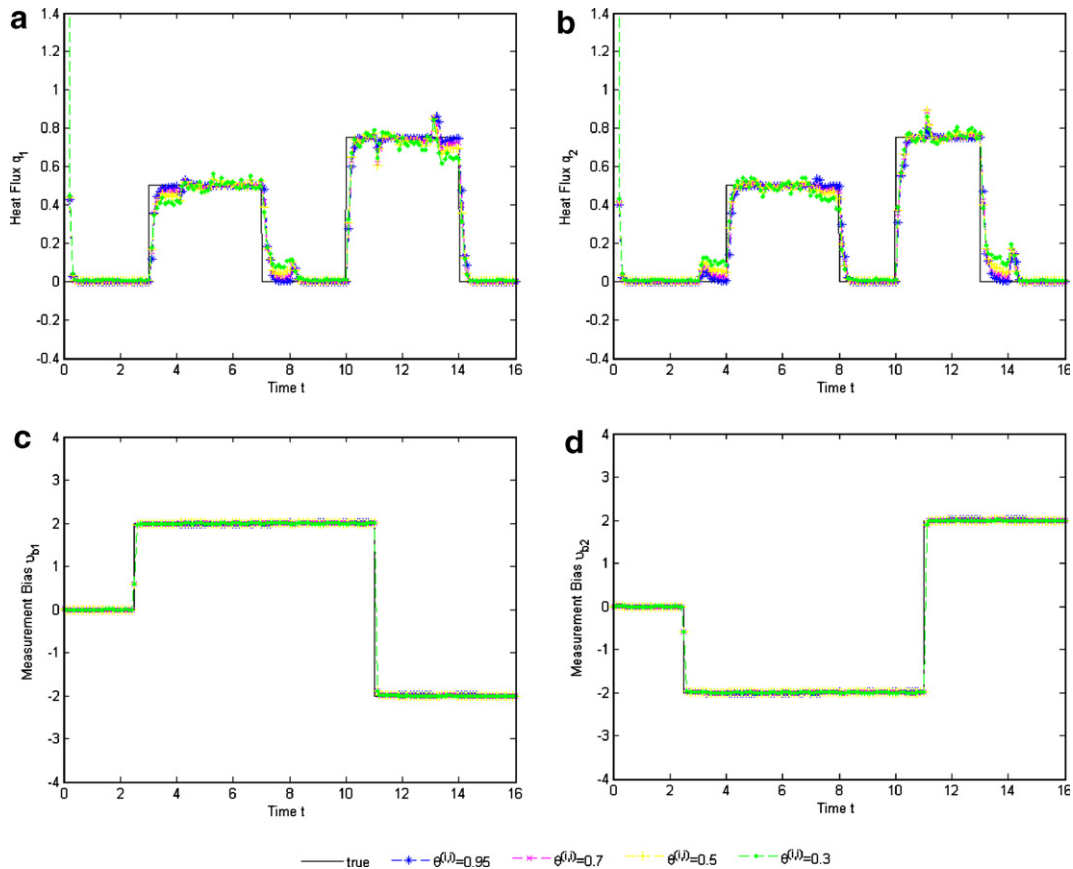 a
1.4
1.2
1
0.8
0.6
0.4
0.2
0
-0.2
-0.4
Heat Flux q1
0 2 4 6 8 10 12 14 16
Time t
b
1.4
1.2
1
0.8
0.6
0.4
0.2
0
-0.2
-0.4
Heat Flux q2
0 2 4 6 8 10 12 14 16
Time t
c
4
3
2
1
0
-1
-2
-3
-4
Measurement Bias υb1
0 2 4 6 8 10 12 14 16
Time t
d
4
3
2
1
0
-1
-2
-3
-4
Measurement Bias υb2
0 2 4 6 8 10 12 14 16
Time t
true θ(i,i)=0.95 θ(i,i)=0.7 θ(i,i)=0.5 θ(i,i)=0.3